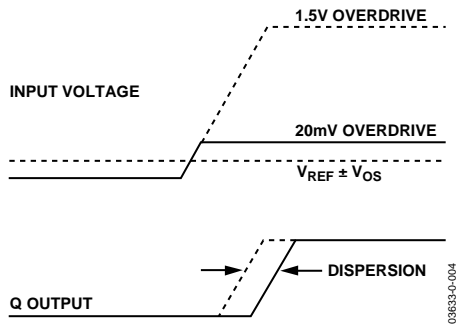 1.5V OVERDRIVE
INPUT VOLTAGE
20mV OVERDRIVE
VREF ± VOS
DISPERSION
Q OUTPUT
03633-0-004